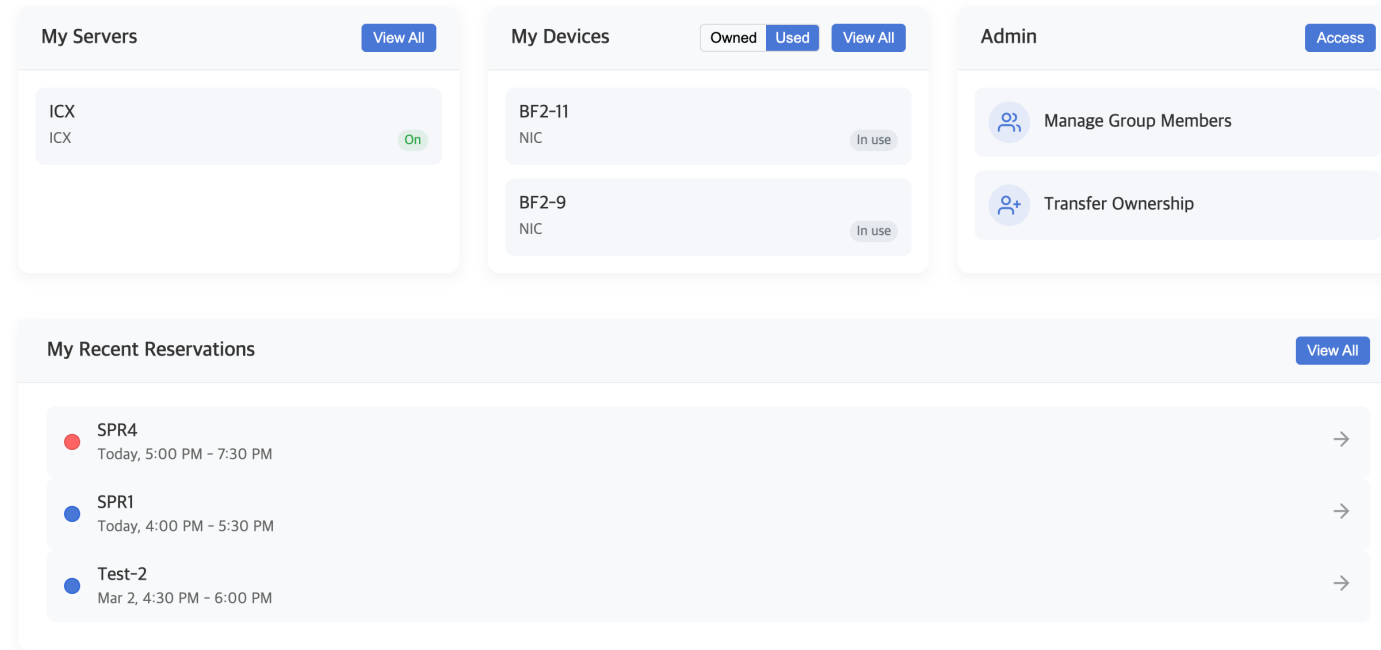 My Servers
View All
ICX
ICX
On
My Devices
Owned
Used
View All
BF2-11
NIC
In use
BF2-9
NIC
In use
Admin
Access
Manage Group Members
Transfer Ownership
My Recent Reservations
View All
SPR4
Today, 5:00 PM - 7:30 PM
SPR1
Today, 4:00 PM - 5:30 PM
Test-2
Mar 2, 4:30 PM - 6:00 PM